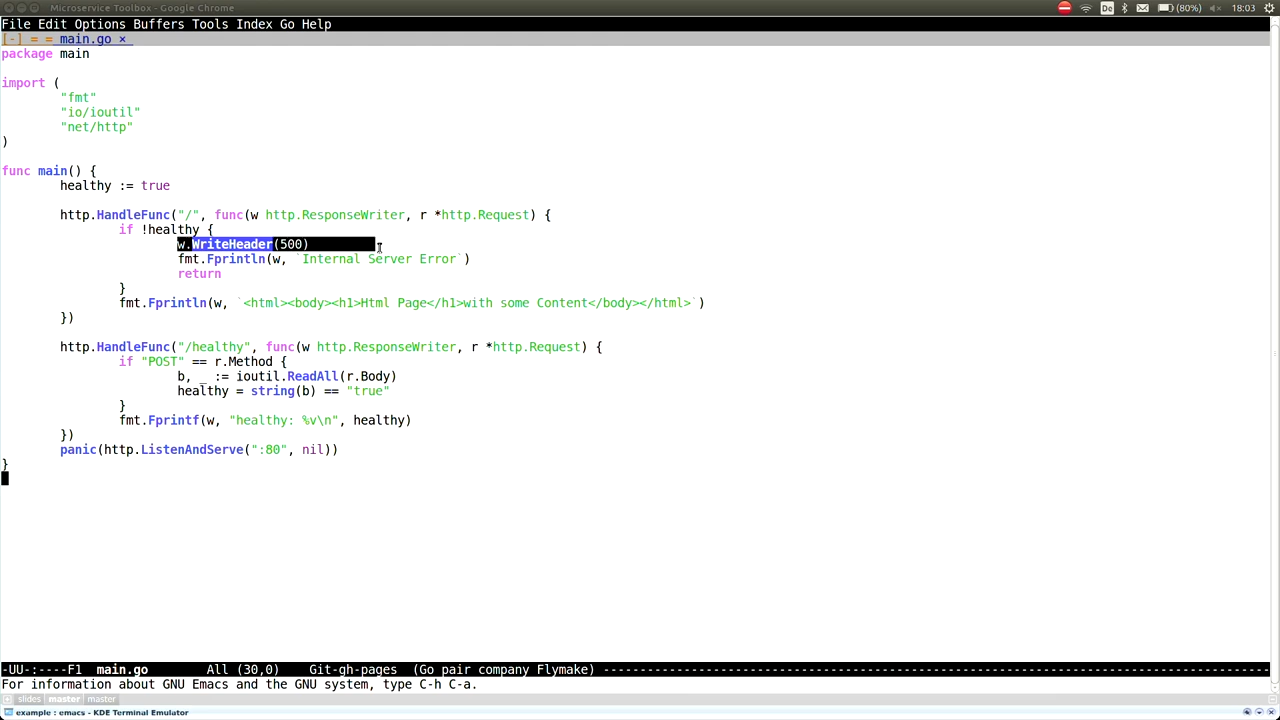 Microservice Toolbox - Google Chrome De (80%) 18:03
File Edit Options Buffers Tools Index Go Help
[-] = = main.go ×
package main
import (
"fmt"
"io/ioutil"
"net/http"
)
func main() {
healthy := true
http.HandleFunc("/", func(w http.ResponseWriter, r *http.Request) {
if !healthy {
w.WriteHeader(500)
fmt.Fprintln(w, `Internal Server Error`)
return
}
fmt.Fprintln(w, `<html><body><h1>Html Page</h1>with some Content</body></html>`)
})
http.HandleFunc("/healthy", func(w http.ResponseWriter, r *http.Request) {
if "POST" == r.Method {
b, _ := ioutil.ReadAll(r.Body)
healthy = string(b) == "true"
}
fmt.Fprintf(w, "healthy: %v\n", healthy)
})
panic(http.ListenAndServe(":80", nil))
}
-UU-:----F1 main.go All (30,0) Git-gh-pages (Go pair company Flymake) ------------------------------------------------------------
For information about GNU Emacs and the GNU system, type C-h C-a.
slides master master
example : emacs - KDE Terminal Emulator